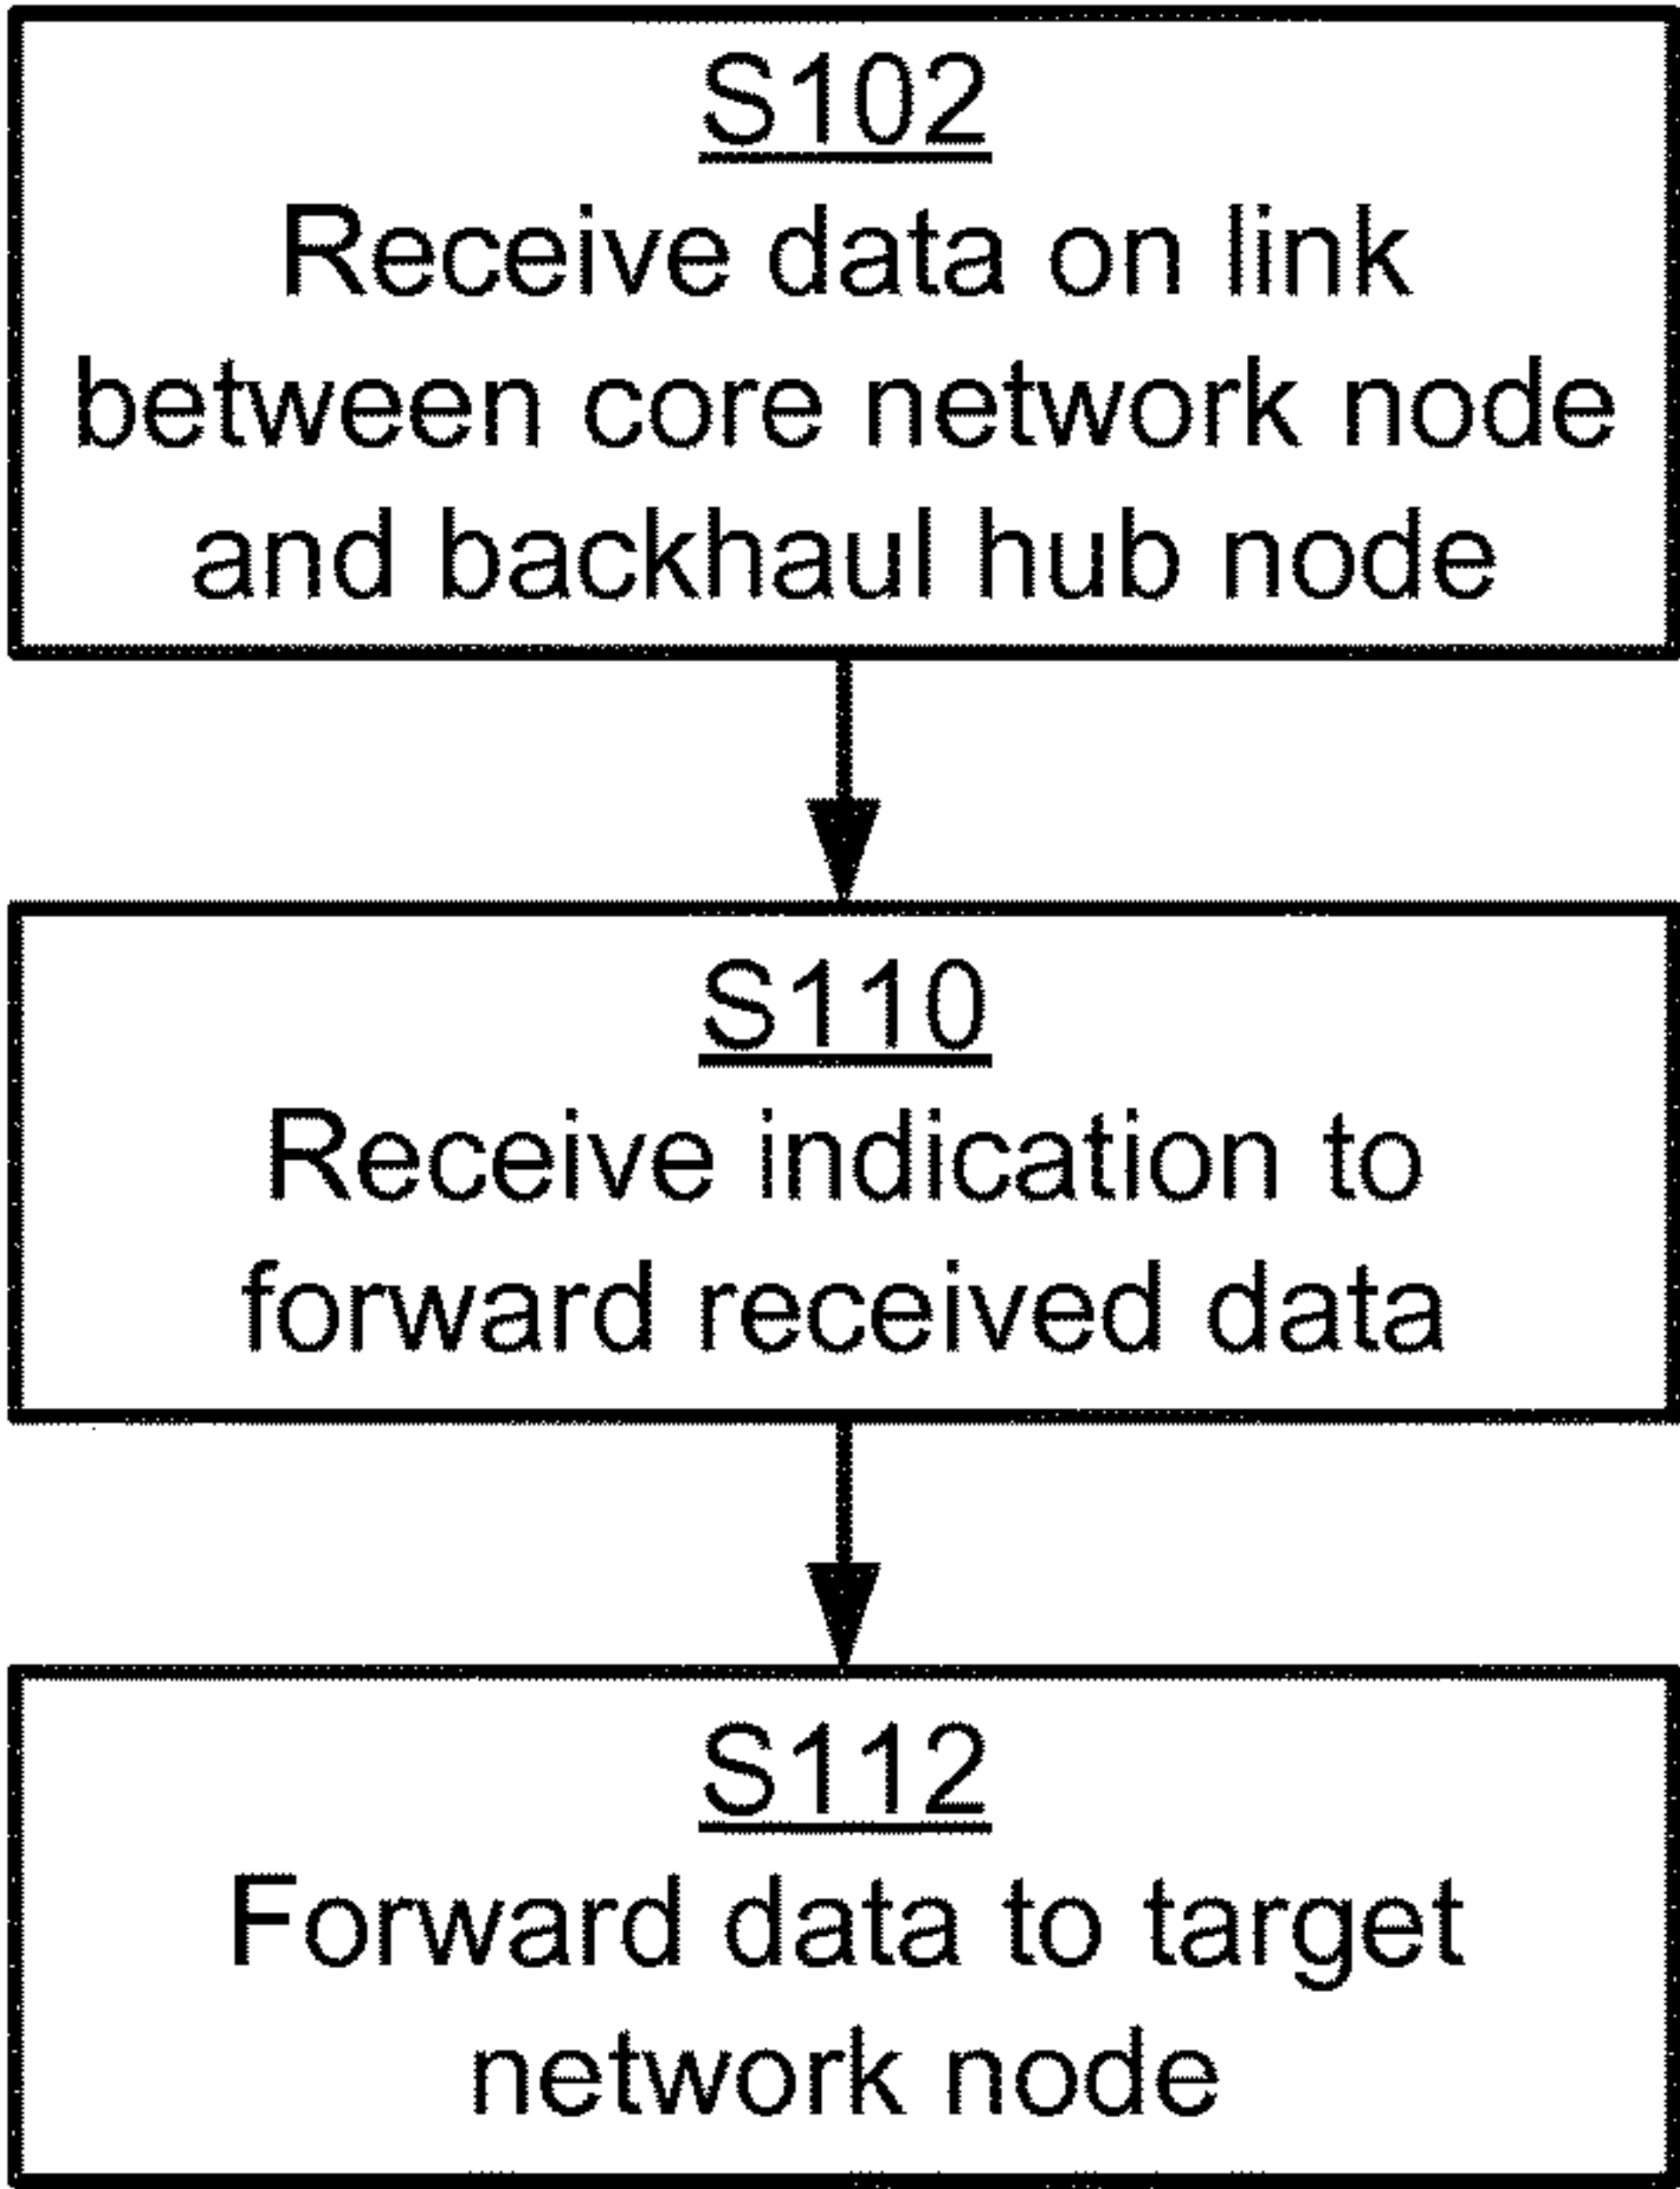 S102
Receive data on link
between core network node
and backhaul hub node
S110
Receive indication to
forward received data
S112
Forward data to target
network node